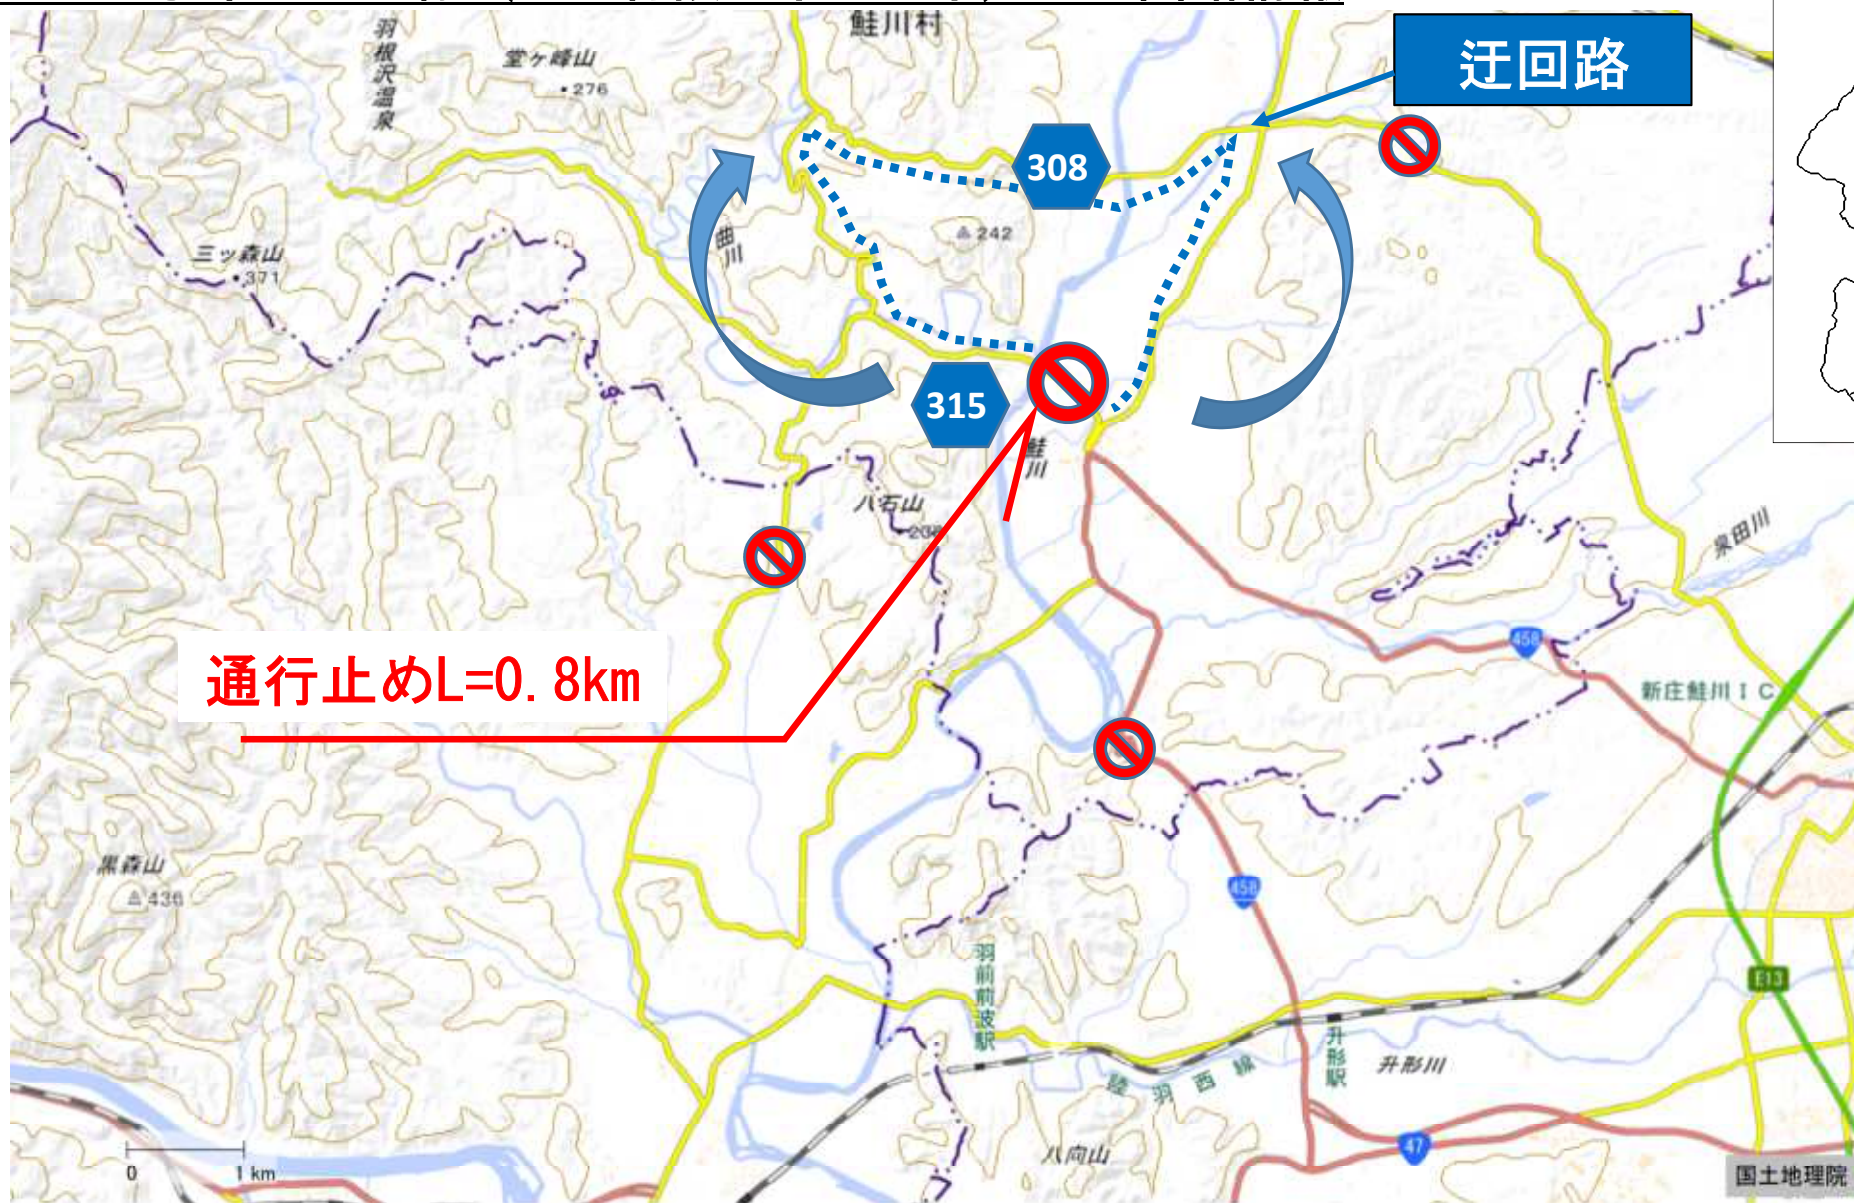 鮭川村
羽根沢温泉
堂ヶ峰山
・276
迂回路
308
曲川
242
三ッ森山
・371
315
鮭川
八石山
泉田川
458
通行止めL=0.8km
新庄鮭川IC
黒森山
436
458
羽前前波駅
E13
升形駅
升形川
陸羽西線
八向山
47
0
1 km
国土地理院